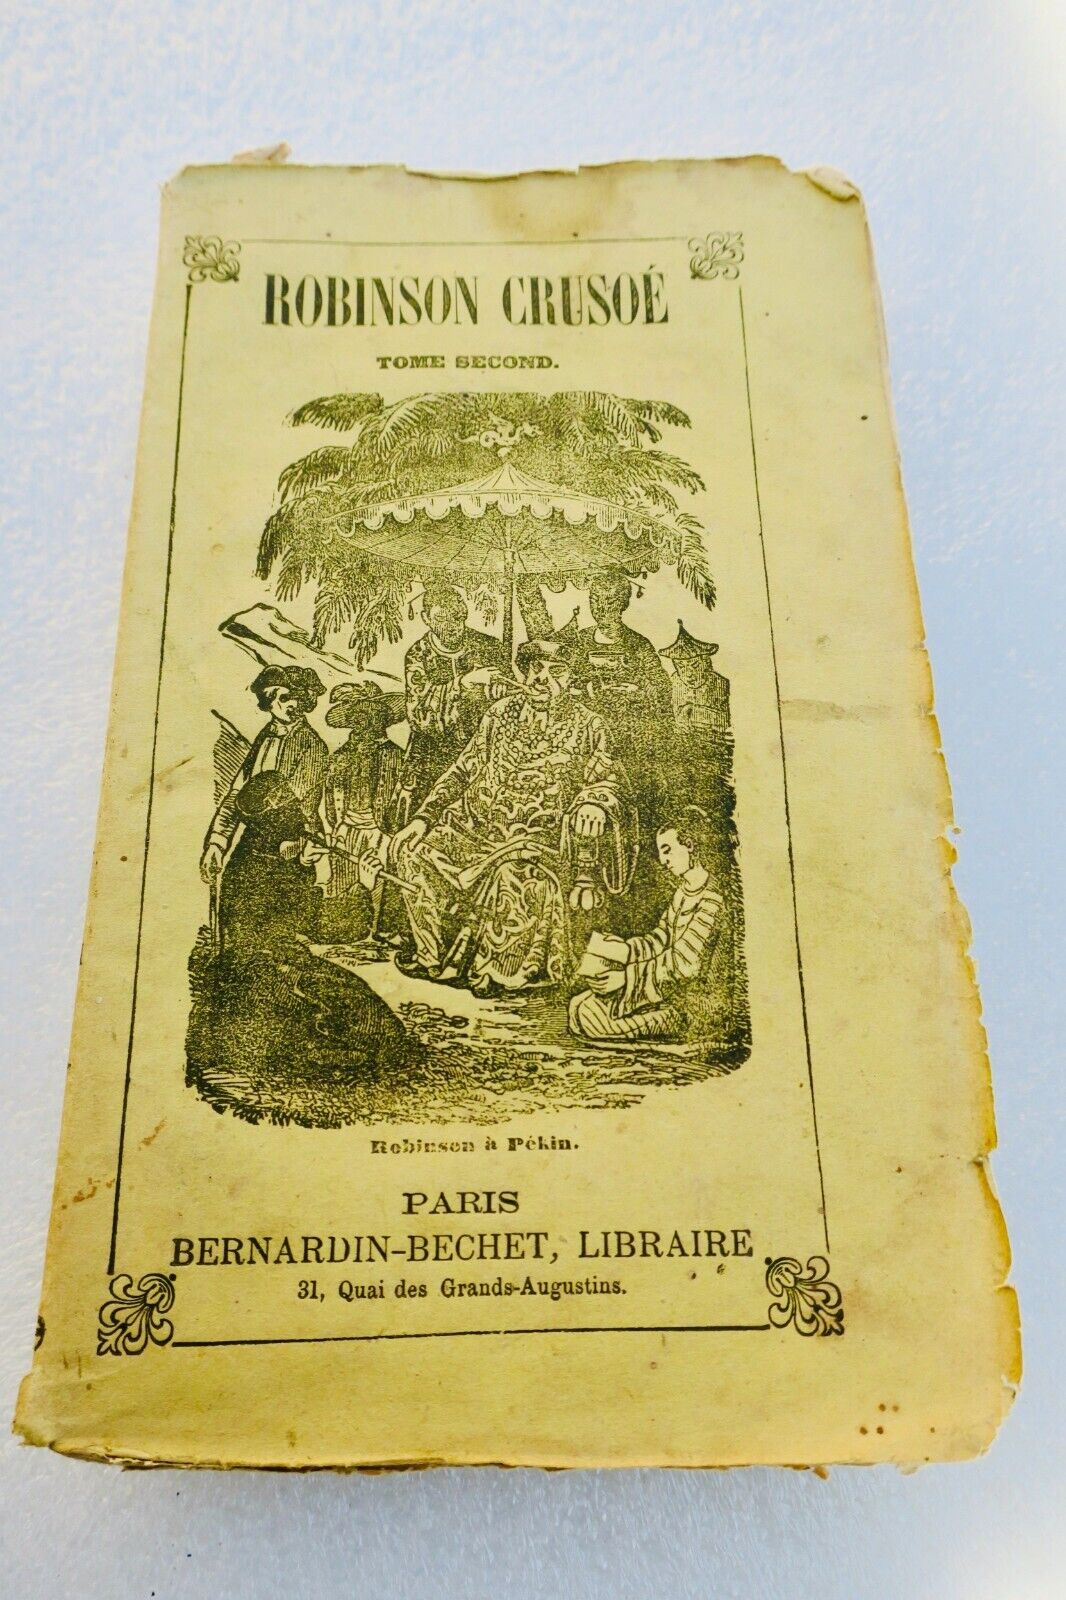 ROBINSON CRUSOÉ
TOME SECOND.
Robinson à Pékin.
PARIS
BERNARDIN-BECHET, LIBRAIRE
31, Quai des Grands-Augustins.